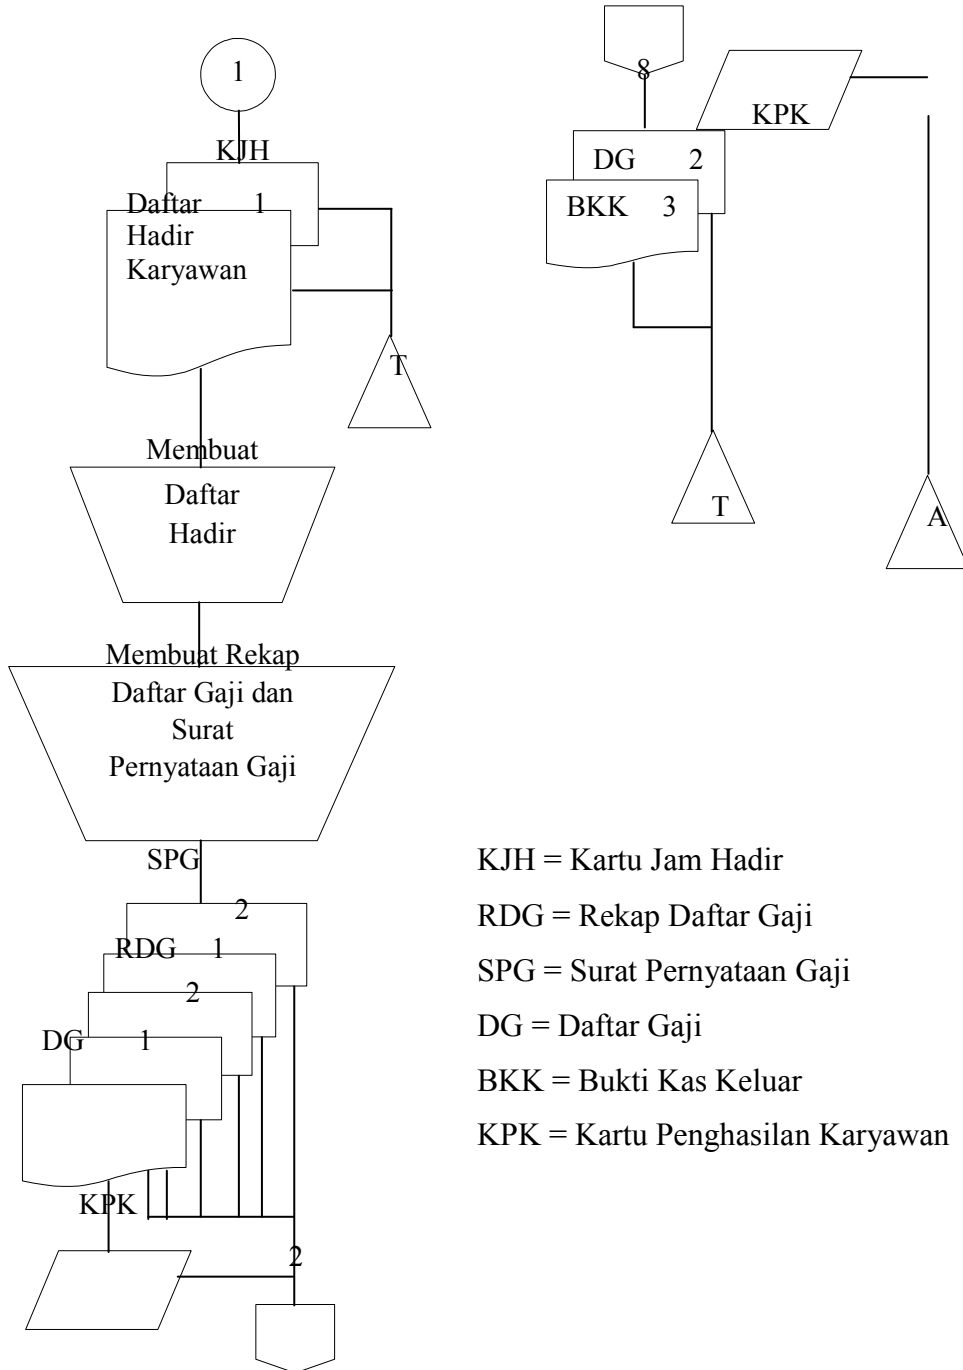 1
KJH
Daftar 1
Hadir
Karyawan
T
Membuat
Daftar
Hadir
Membuat Rekap
Daftar Gaji dan
Surat
Pernyataan Gaji
SPG
2
RDG 1
2
DG 1
KPK
2
8
KPK
DG 2
BKK 3
T
A
KJH = Kartu Jam Hadir
RDG = Rekap Daftar Gaji
SPG = Surat Pernyataan Gaji
DG = Daftar Gaji
BKK = Bukti Kas Keluar
KPK = Kartu Penghasilan Karyawan